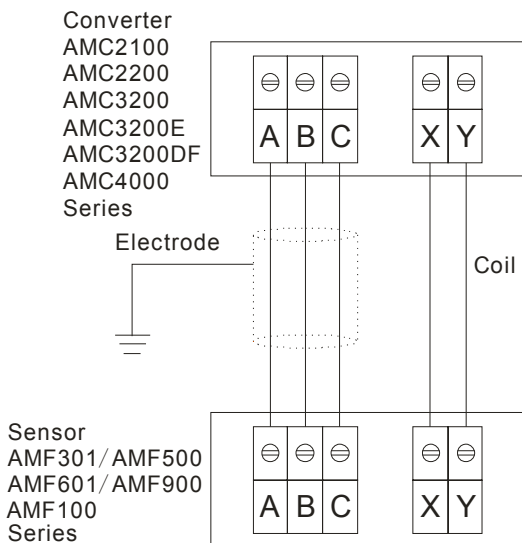 Converter
AMC2100
AMC2200
AMC3200
AMC3200E
AMC3200DF
AMC4000
Series
A B C X Y
Electrode
Coil
Sensor
AMF301/AMF500
AMF601/AMF900
AMF100
Series
A B C X Y